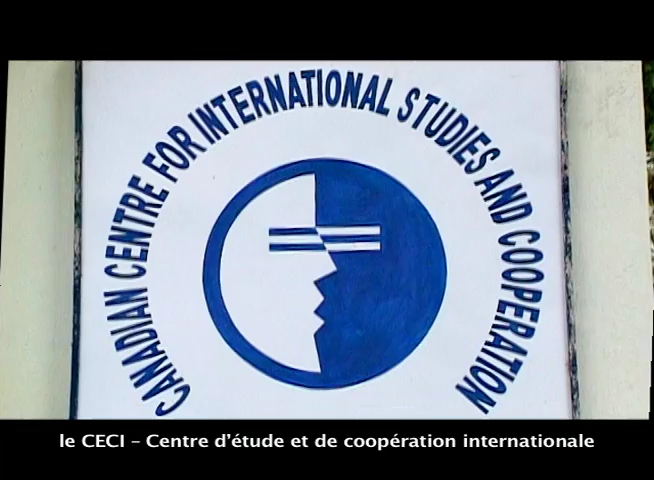 CANADIAN CENTRE FOR INTERNATIONAL STUDIES AND COOPERATION
le CECI – Centre d'étude et de coopération internationale